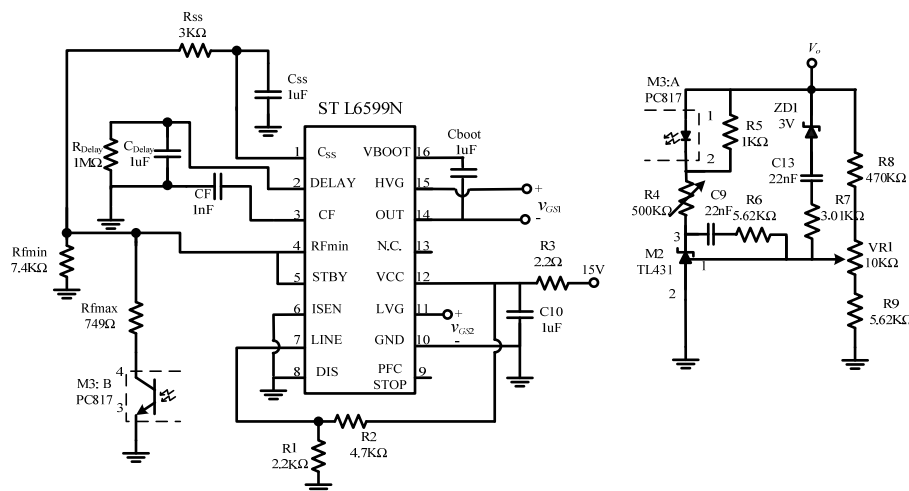 Rss
3KΩ
Css
1uF
ST L6599N
RDelay
1MΩ
CDelay
1uF
CF
1nF
1
2
3
4
5
6
7
8
CSS
DELAY
CF
RFmin
STBY
ISEN
LINE
DIS
VBOOT
HVG
OUT
N.C.
VCC
LVG
GND
PFC
STOP
16
15
14
13
12
11
10
9
Cboot
1uF
+
vGS1
-
R3
2.2Ω
15V
+
vGS2
-
C10
1uF
Rfmin
7.4KΩ
Rfmax
749Ω
M3: B
PC817
4
3
R1
2.2KΩ
R2
4.7KΩ
Vo
M3:A
PC817
1
2
R5
1KΩ
ZD1
3V
C13
22nF
R8
470KΩ
R4
500KΩ
C9
22nF
R6
5.62KΩ
R7
3.01KΩ
VR1
10KΩ
M2
TL431
3
1
2
R9
5.62KΩ